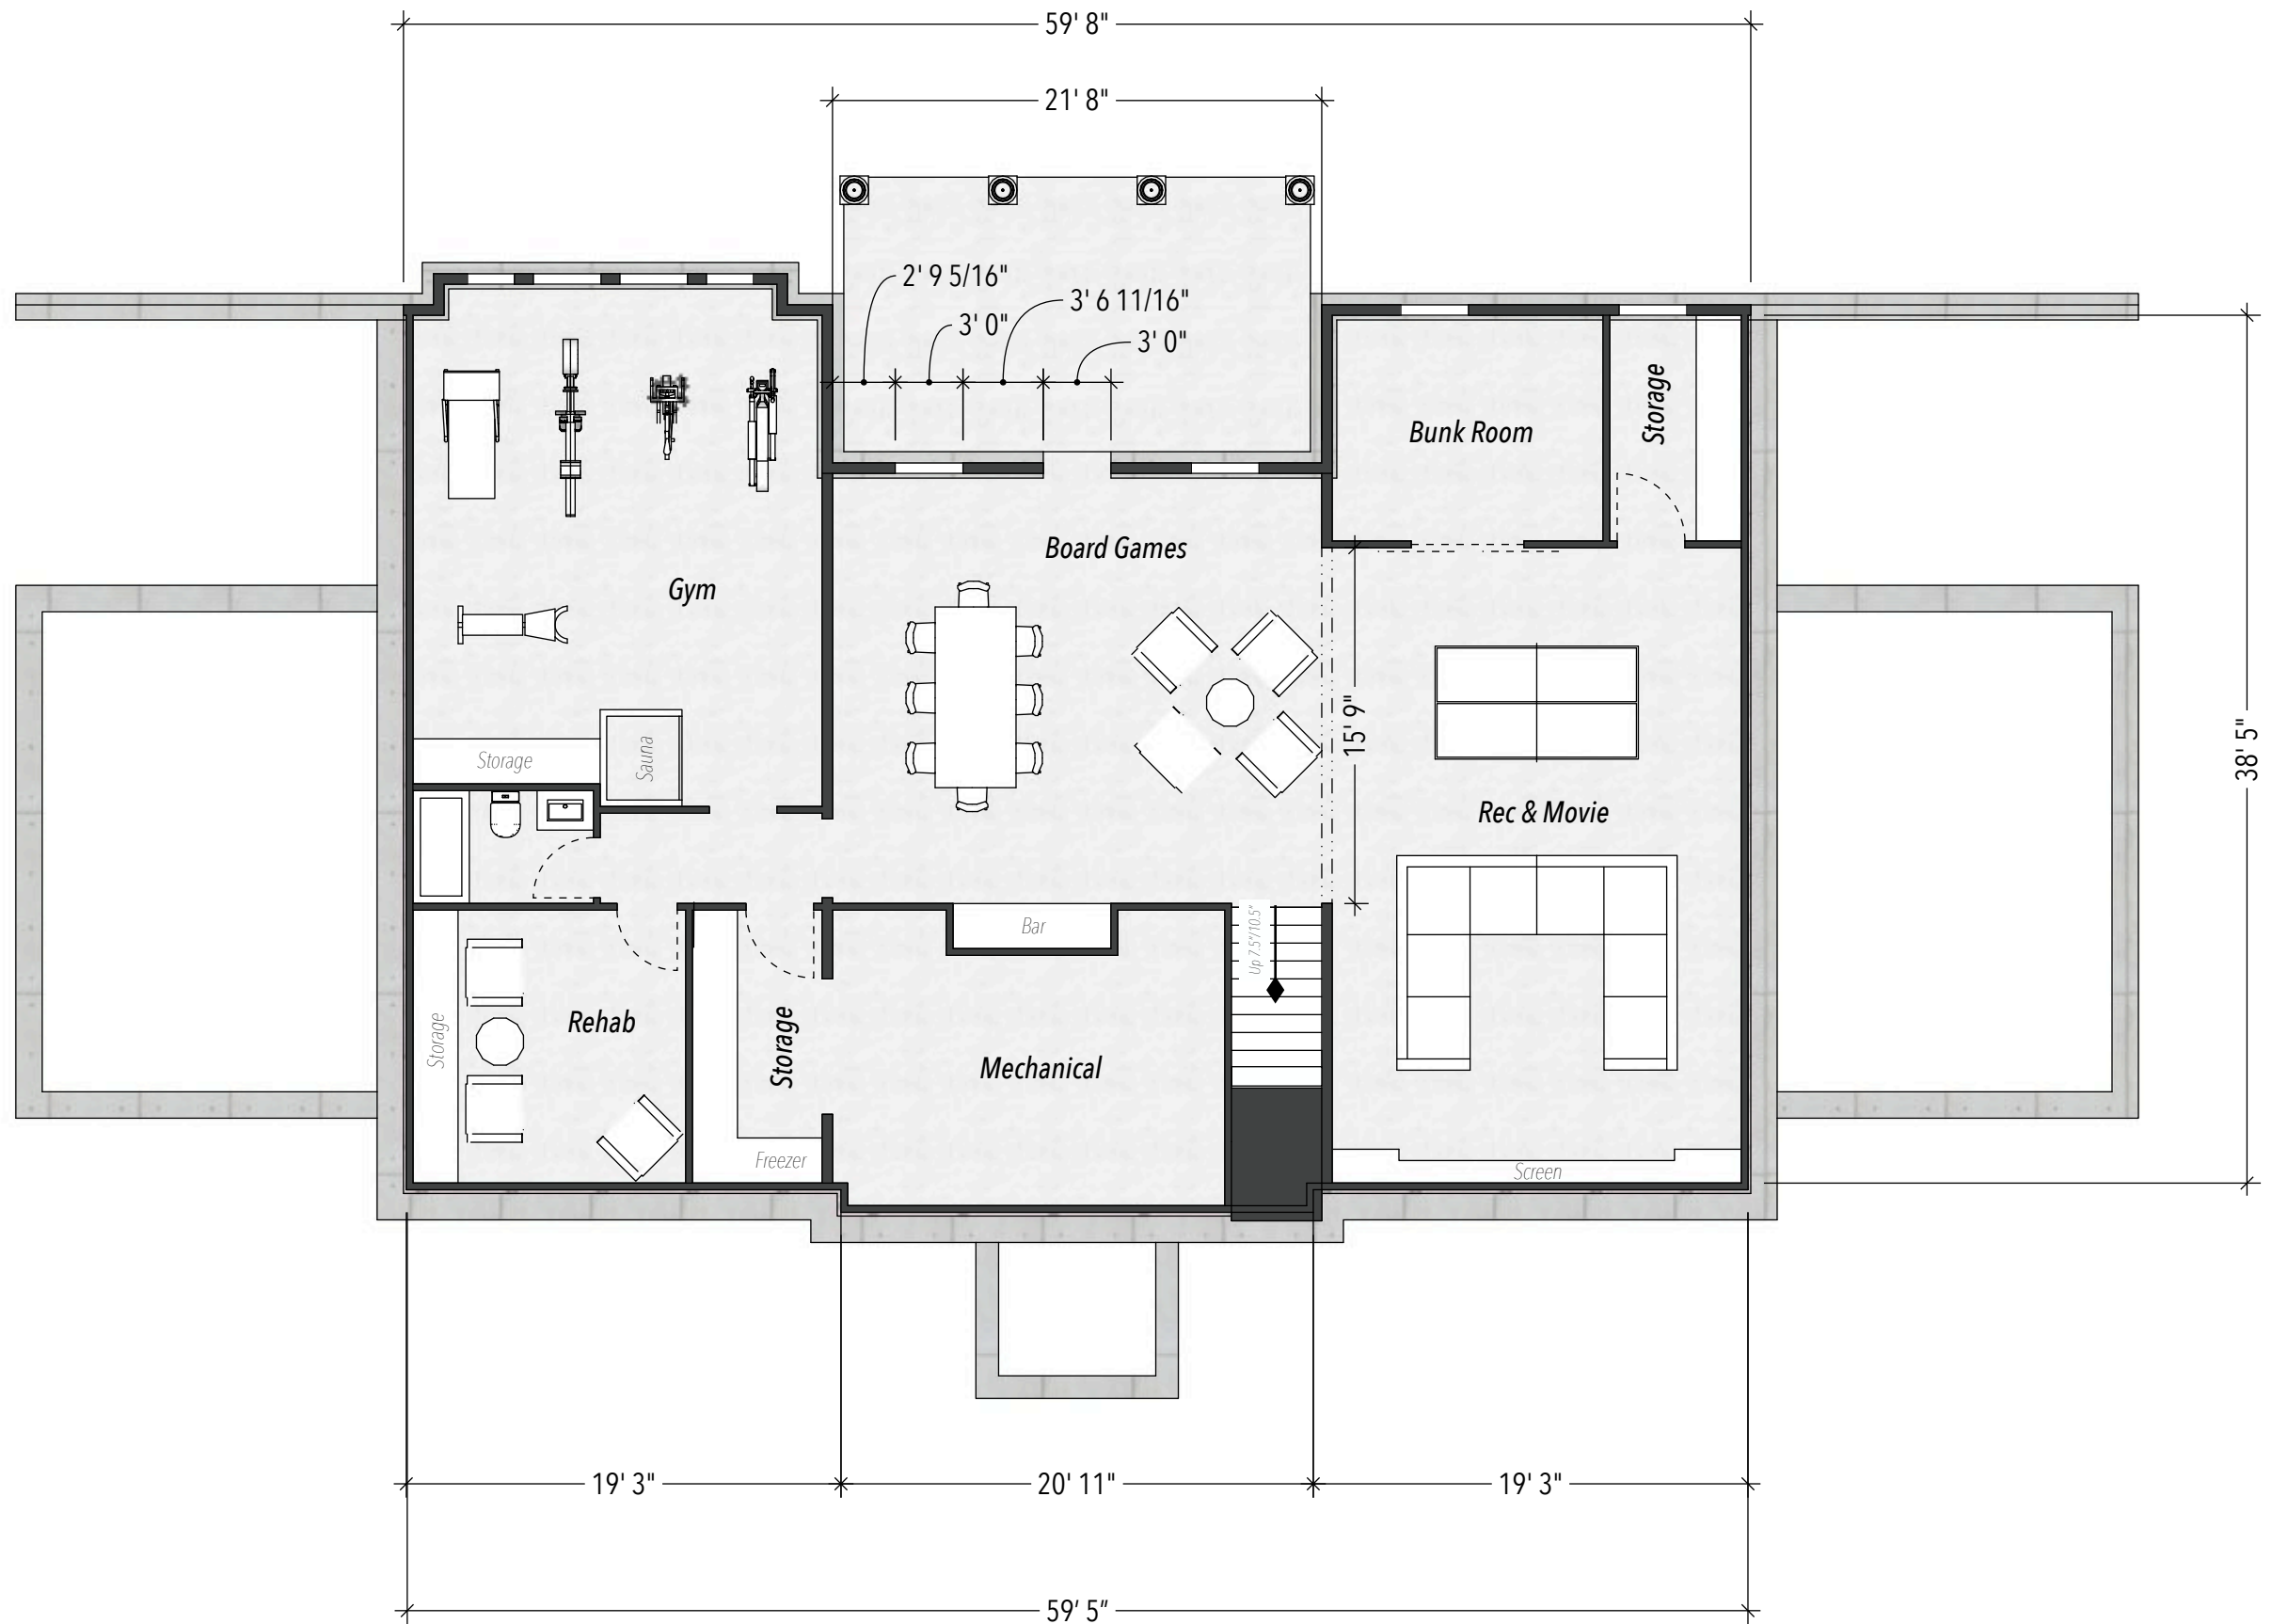 59' 8"
21' 8"
2' 9 5/16"
3' 6 11/16"
3' 0"
3' 0"
Storage
Bunk Room
Board Games
Gym
15' 9"
38' 5"
Storage
Sauna
Rec & Movie
Bar
Up 7.5"/10.5"
Storage
Rehab
Storage
Mechanical
Freezer
Screen
19' 3"
20' 11"
19' 3"
59' 5"